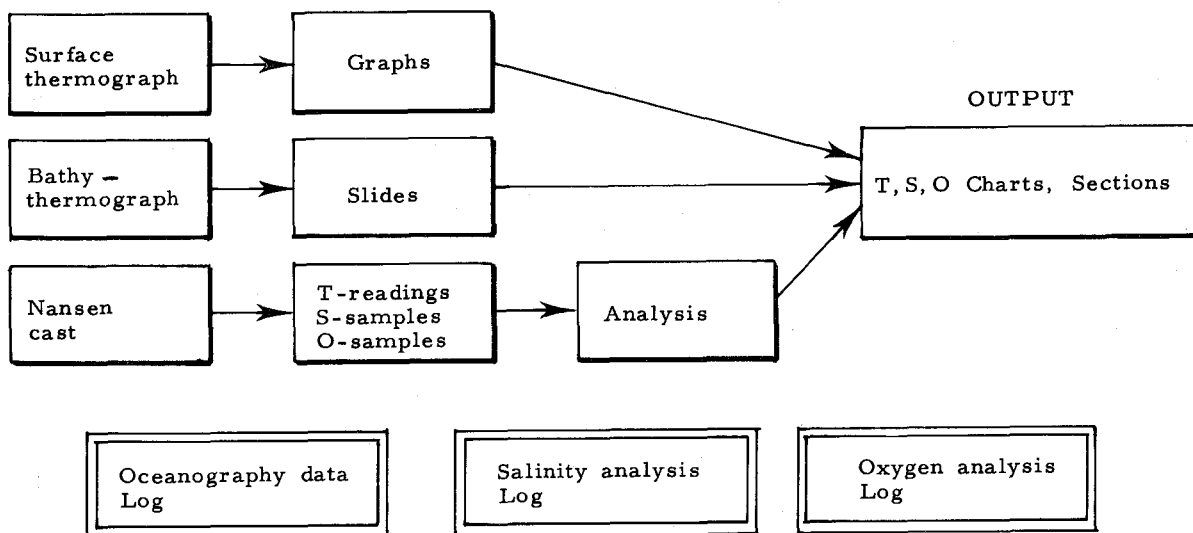 Surface
thermograph
Graphs
OUTPUT
Bathy-
thermograph
Slides
T,S,O Charts, Sections
Nansen
cast
T-readings
S-samples
O-samples
Analysis
Oceanography data
Log
Salinity analysis
Log
Oxygen analysis
Log